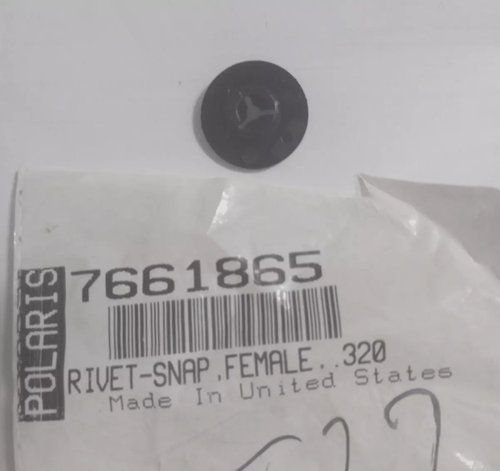 POLARIS
7661865
RIVET-SNAP,FEMALE,.320
Made In United States